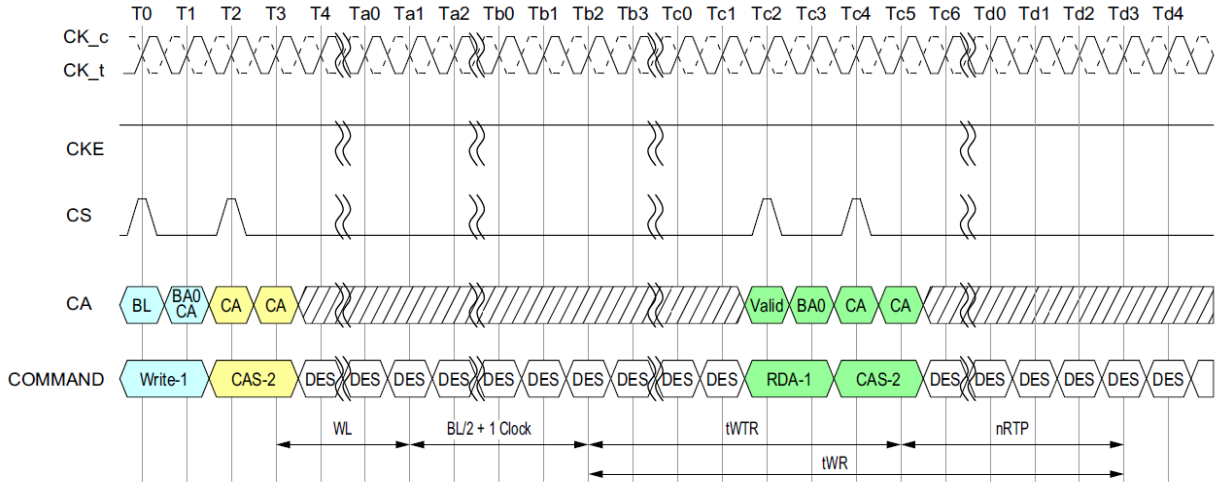 T0 T1 T2 T3 T4 Ta0 Ta1 Ta2 Tb0 Tb1 Tb2 Tb3 Tc0 Tc1 Tc2 Tc3 Tc4 Tc5 Tc6 Td0 Td1 Td2 Td3 Td4
CK_c
CK_t
CKE
CS
CA BL BA0 CA CA CA Valid BA0 CA CA
COMMAND Write-1 CAS-2 DES DES DES DES DES DES DES DES DES DES RDA-1 CAS-2 DES DES DES DES DES DES
WL BL/2 + 1 Clock tWTR nRTP
tWR